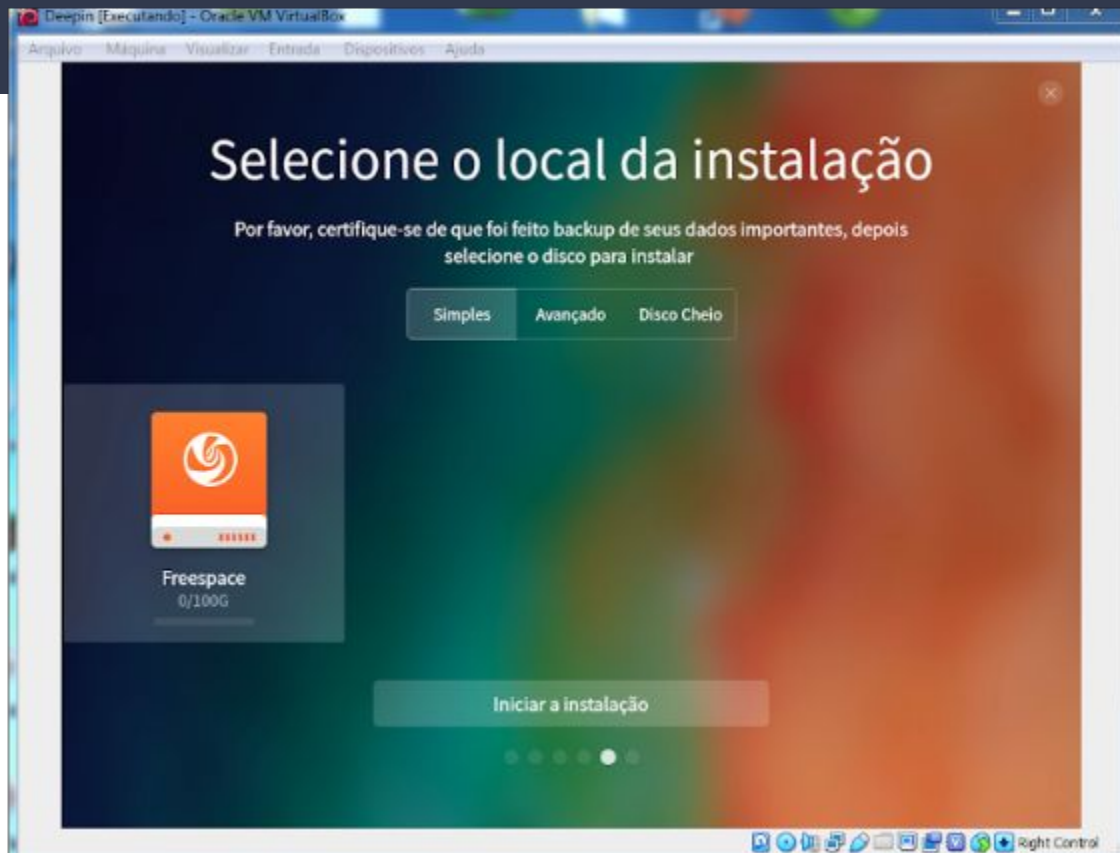 Deepin [Executando] - Oracle VM VirtualBox
Arquivo Máquina Visualizar Entrada Dispositivos Ajuda
Selecione o local da instalação
Por favor, certifique-se de que foi feito backup de seus dados importantes, depois
selecione o disco para instalar
Simples Avançado Disco Cheio
Freespace
0/100G
Iniciar a instalação
Right Control